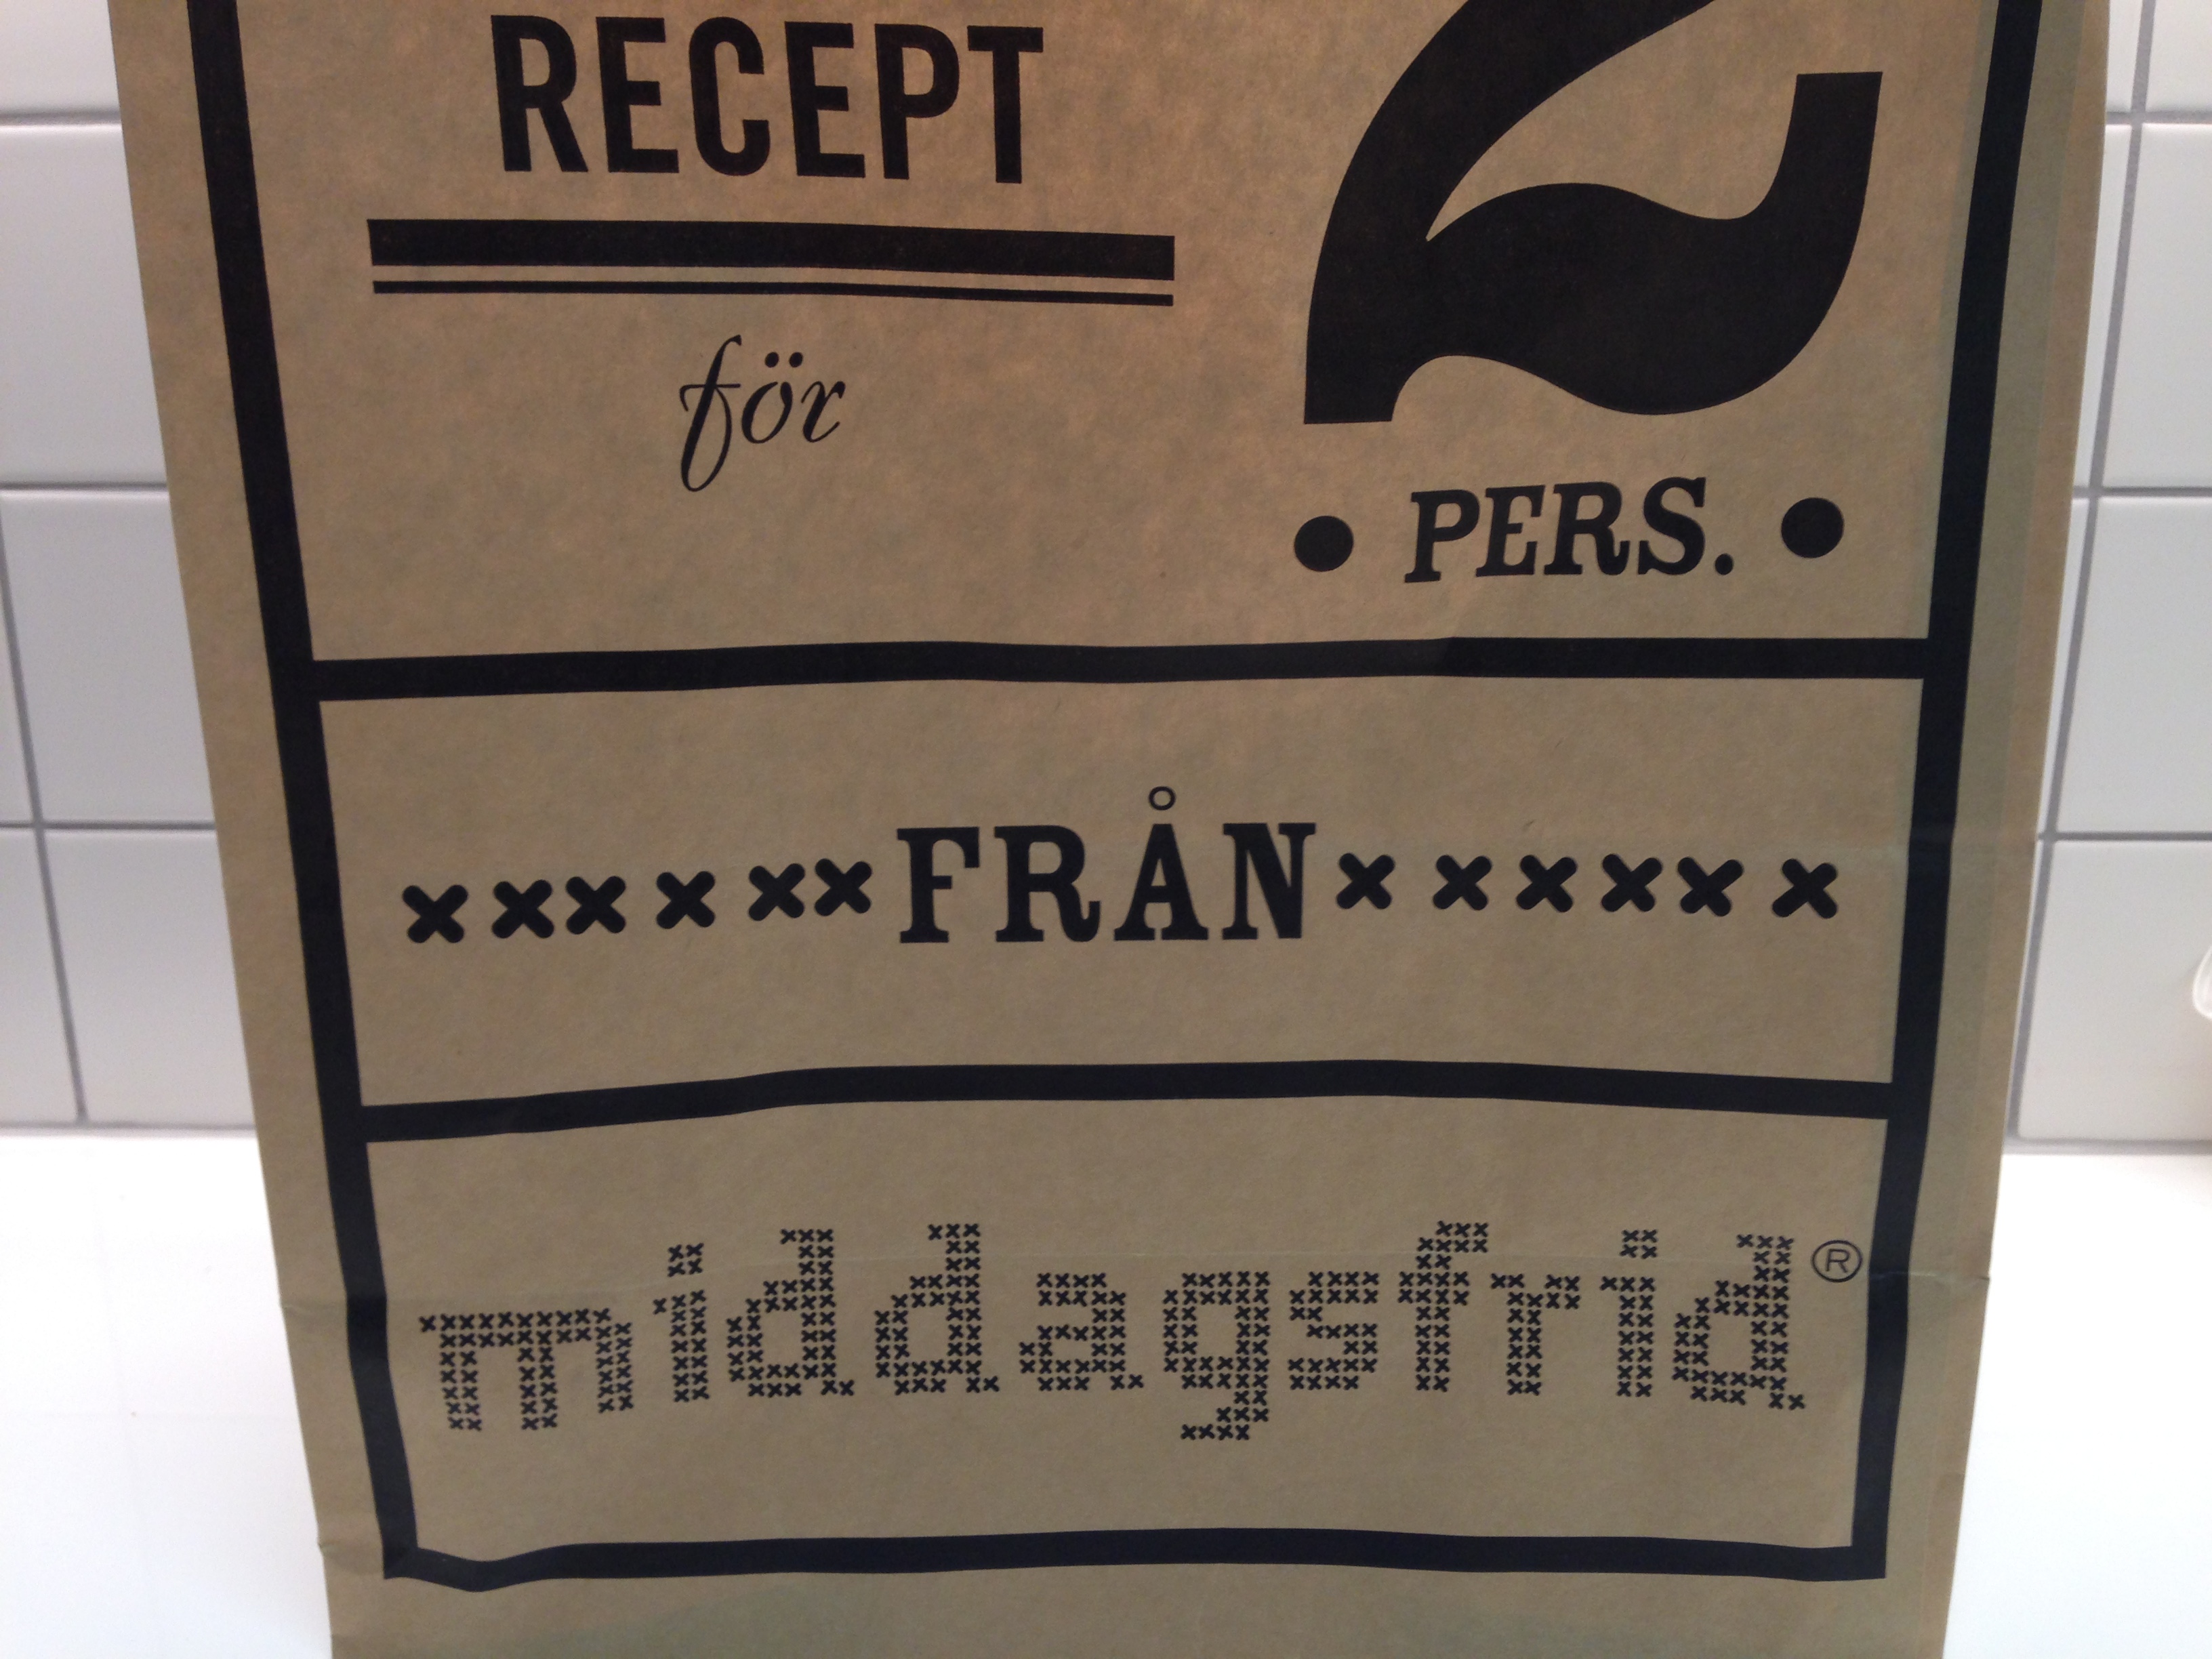 RECEPT
för
2
• PERS. •
××××××FRÅN××××××
middagsfrid®